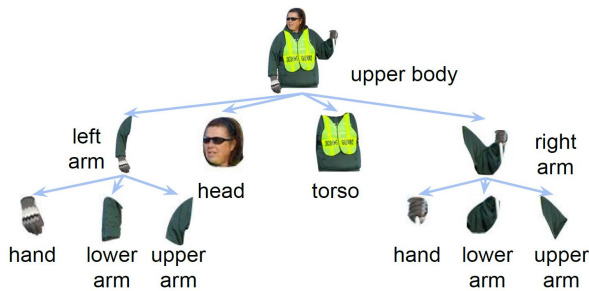 upper body
left
arm
head
torso
right
arm
hand
lower
arm
upper
arm
hand
lower
arm
upper
arm